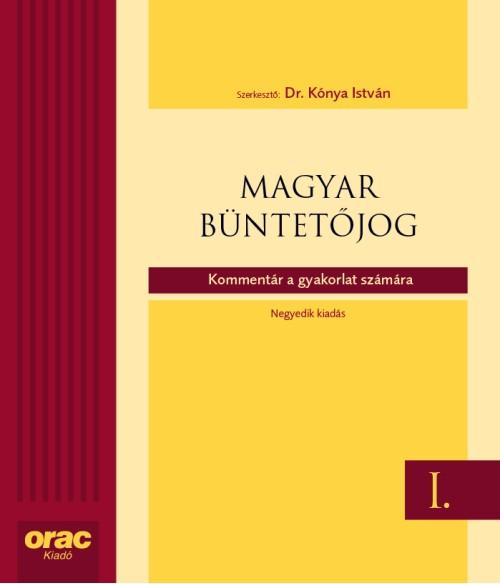 Szerkesztő: Dr. Kónya István
MAGYAR
BÜNTETŐJOG
Kommentár a gyakorlat számára
Negyedik kiadás
I.
orac
Kiadó